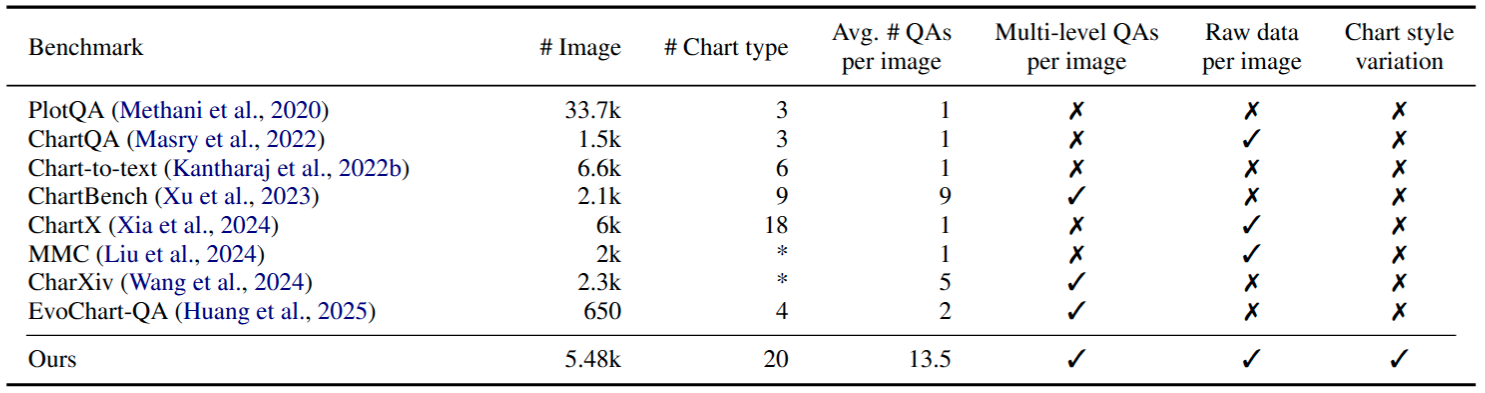 Benchmark # Image # Chart type Avg. # QAs per image Multi-level QAs per image Raw data per image Chart style variation
PlotQA (Methani et al., 2020) 33.7k 3 1 ✗ ✗ ✗
ChartQA (Masry et al., 2022) 1.5k 3 1 ✗ ✓ ✗
Chart-to-text (Kantharaj et al., 2022b) 6.6k 6 1 ✗ ✗ ✗
ChartBench (Xu et al., 2023) 2.1k 9 9 ✓ ✗ ✗
ChartX (Xia et al., 2024) 6k 18 1 ✗ ✓ ✗
MMC (Liu et al., 2024) 2k * 1 ✗ ✓ ✗
CharXiv (Wang et al., 2024) 2.3k * 5 ✓ ✗ ✗
EvoChart-QA (Huang et al., 2025) 650 4 2 ✓ ✗ ✗
Ours 5.48k 20 13.5 ✓ ✓ ✓